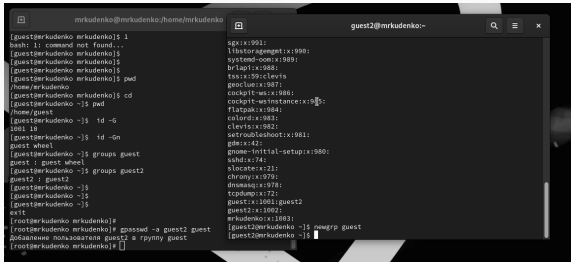 mrkudenko@mrkudenko:/home/mrkudenko
[guest@mrkudenko mrkudenko]$ l
bash: l: command not found...
[guest@mrkudenko mrkudenko]$
[guest@mrkudenko mrkudenko]$
[guest@mrkudenko mrkudenko]$
[guest@mrkudenko mrkudenko]$ pwd
/home/mrkudenko
[guest@mrkudenko mrkudenko]$ cd
[guest@mrkudenko ~]$ pwd
/home/guest
[guest@mrkudenko ~]$  id -G
1001 10
[guest@mrkudenko ~]$  id -Gn
guest wheel
[guest@mrkudenko ~]$ groups guest
guest : guest wheel
[guest@mrkudenko ~]$ groups guest2
guest2 : guest2
[guest@mrkudenko ~]$
[guest@mrkudenko ~]$
[guest@mrkudenko ~]$
exit
[root@mrkudenko mrkudenko]#
[root@mrkudenko mrkudenko]# gpasswd -a guest2 guest
Добавление пользователя guest2 в группу guest
[root@mrkudenko mrkudenko]#
guest2@mrkudenko:~
sgx:x:991:
libstoragemgmt:x:990:
systemd-oom:x:989:
brlapi:x:988:
tss:x:59:clevis
geoclue:x:987:
cockpit-ws:x:986:
cockpit-wsinstance:x:985:
flatpak:x:984:
colord:x:983:
clevis:x:982:
setroubleshoot:x:981:
gdm:x:42:
gnome-initial-setup:x:980:
sshd:x:74:
slocate:x:21:
chrony:x:979:
dnsmasq:x:978:
tcpdump:x:72:
guest:x:1001:guest2
guest2:x:1002:
mrkudenko:x:1003:
[guest2@mrkudenko ~]$ newgrp guest
[guest2@mrkudenko ~]$